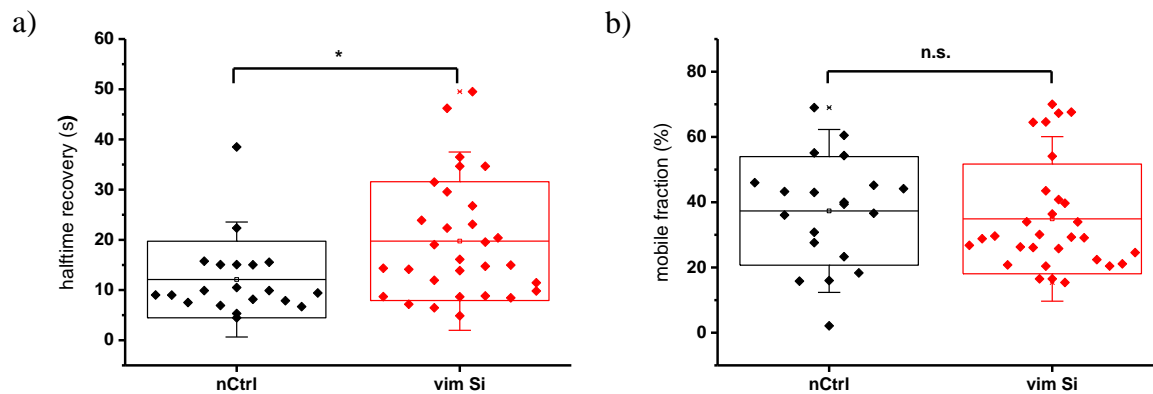 a)
halftime recovery (s)
60
50
40
30
20
10
0
*
nCtrl
vim Si
b)
mobile fraction (%)
80
60
40
20
0
n.s.
nCtrl
vim Si